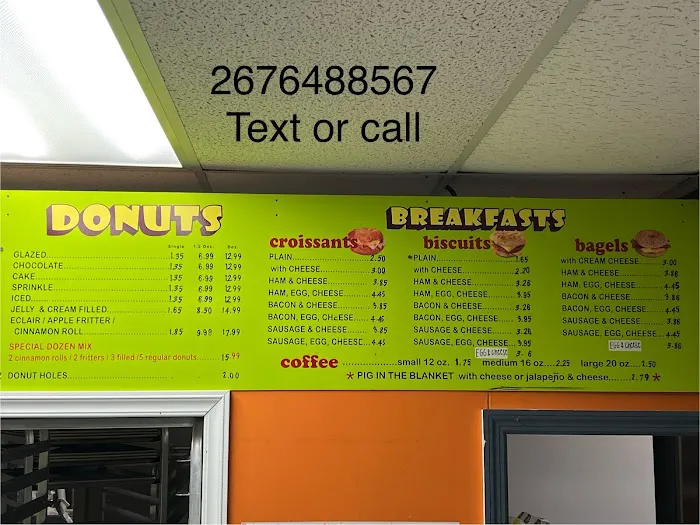 2676488567
Text or call
DONUTS
Single 1/2 Doz. Doz.
GLAZED 1.35 6.99 12.99
CHOCOLATE 1.35 6.99 12.99
CAKE 1.35 6.99 12.99
SPRINKLE 1.35 6.99 12.99
ICED 1.35 6.99 12.99
JELLY & CREAM FILLED 1.65 8.50 14.99
ECLAIR / APPLE FRITTER /
CINNAMON ROLL 1.85 9.99 17.99
SPECIAL DOZEN MIX
2 cinnamon rolls / 2 fritters / 3 filled / 5 regular donuts 15.99
DONUT HOLES 2.00
BREAKFASTS
croissants
PLAIN 2.50
with CHEESE 3.00
HAM & CHEESE 3.85
HAM, EGG, CHEESE 4.45
BACON & CHEESE 3.85
BACON, EGG, CHEESE 4.45
SAUSAGE & CHEESE 3.85
SAUSAGE, EGG, CHEESE 4.45
biscuits
*PLAIN 1.65
with CHEESE 2.20
HAM & CHEESE 3.26
HAM, EGG, CHEESE 3.95
BACON & CHEESE 3.26
BACON, EGG, CHEESE 3.95
SAUSAGE & CHEESE 3.26
SAUSAGE, EGG, CHEESE 3.95
EGG & CHEESE
bagels
with CREAM CHEESE 3.00
HAM & CHEESE 3.86
HAM, EGG, CHEESE 4.45
BACON & CHEESE 3.86
BACON, EGG, CHEESE 4.45
SAUSAGE & CHEESE 3.86
SAUSAGE, EGG, CHEESE 4.45
EGG & CHEESE 3.86
coffee small 12 oz. 1.75 medium 16 oz. 2.25 large 20 oz. 2.50
* PIG IN THE BLANKET with cheese or jalapeño & cheese 2.79 *